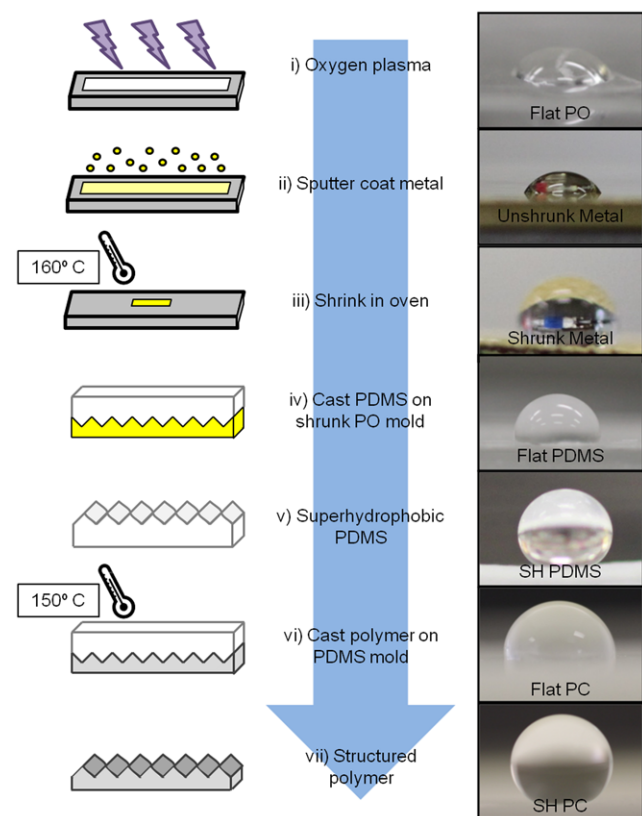 i) Oxygen plasma
Flat PO
ii) Sputter coat metal
Unshrunk Metal
160º C
iii) Shrink in oven
Shrunk Metal
iv) Cast PDMS on
shrunk PO mold
Flat PDMS
v) Superhydrophobic
PDMS
SH PDMS
150º C
vi) Cast polymer on
PDMS mold
Flat PC
vii) Structured
polymer
SH PC